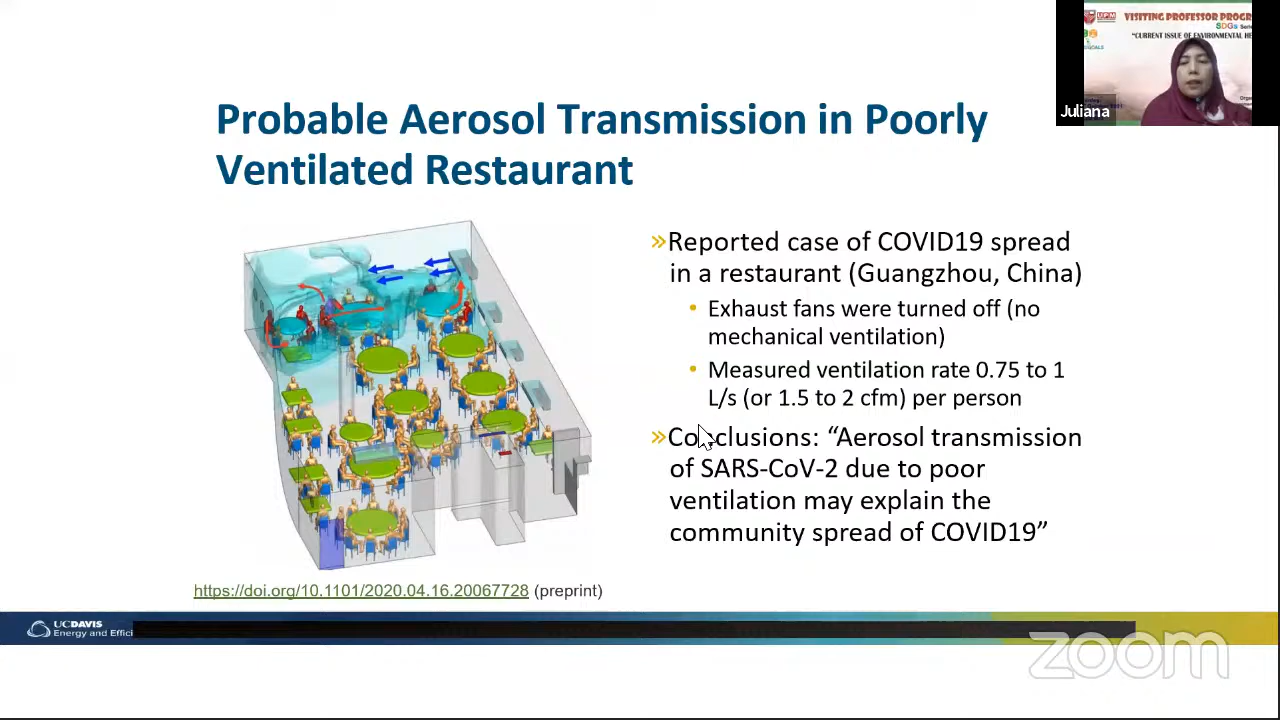 VISITING PROFESSOR PROGR
SDGs
"CURRENT ISSUE OF ENVIRONMENTAL HE
Juliana
Probable Aerosol Transmission in Poorly
Ventilated Restaurant
»Reported case of COVID19 spread
in a restaurant (Guangzhou, China)
• Exhaust fans were turned off (no
mechanical ventilation)
• Measured ventilation rate 0.75 to 1
L/s (or 1.5 to 2 cfm) per person
»Conclusions: “Aerosol transmission
of SARS-CoV-2 due to poor
ventilation may explain the
community spread of COVID19”
https://doi.org/10.1101/2020.04.16.20067728 (preprint)
UCDAVIS
Energy and Effici
zoom